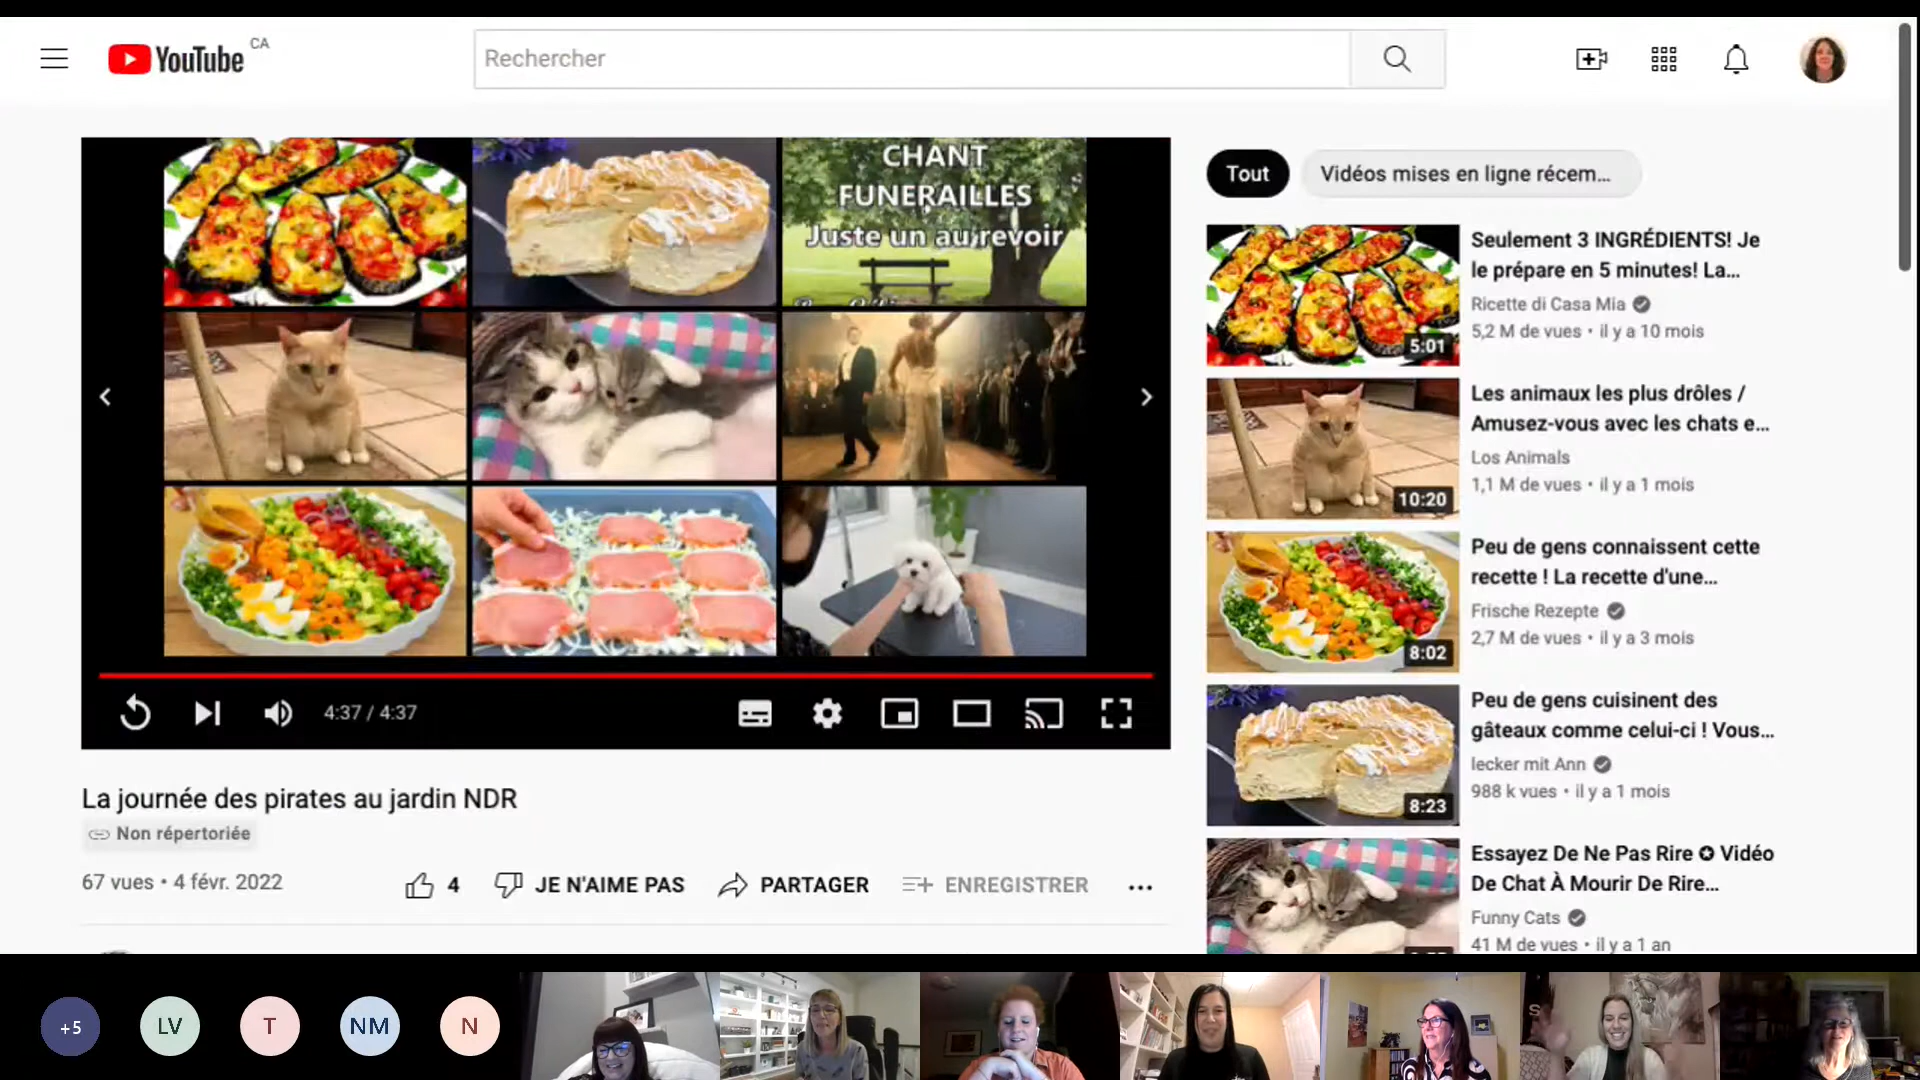 YouTube CA
Rechercher
CHANT
FUNERAILLES
Juste un au revoir
4:37 / 4:37
La journée des pirates au jardin NDR
Non répertoriée
67 vues • 4 févr. 2022
4
JE N'AIME PAS
PARTAGER
ENREGISTRER
Tout
Vidéos mises en ligne récem...
5:01
Seulement 3 INGRÉDIENTS! Je
le prépare en 5 minutes! La...
Ricette di Casa Mia
5,2 M de vues • il y a 10 mois
10:20
Les animaux les plus drôles /
Amusez-vous avec les chats e...
Los Animals
1,1 M de vues • il y a 1 mois
8:02
Peu de gens connaissent cette
recette ! La recette d'une...
Frische Rezepte
2,7 M de vues • il y a 3 mois
8:23
Peu de gens cuisinent des
gâteaux comme celui-ci ! Vous...
lecker mit Ann
988 k vues • il y a 1 mois
Essayez De Ne Pas Rire ✪ Vidéo
De Chat À Mourir De Rire...
Funny Cats
41 M de vues • il y a 1 an
+5
LV
T
NM
N